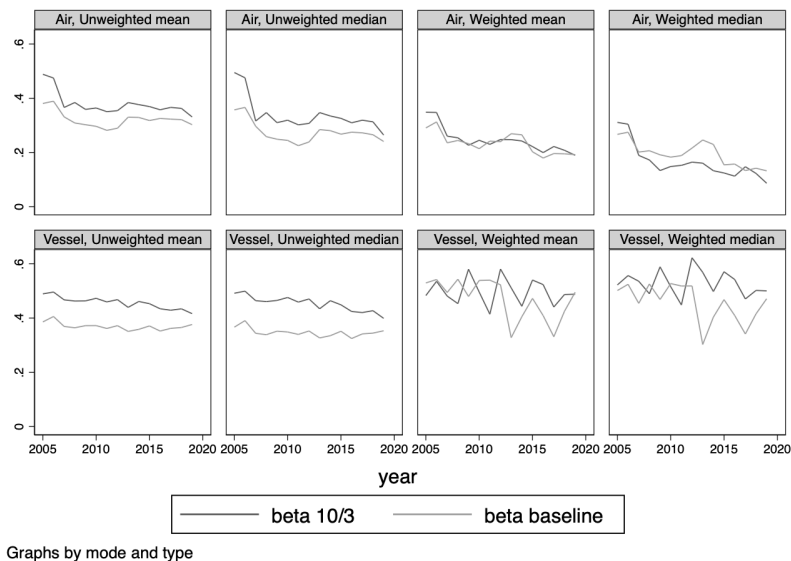 Air, Unweighted mean
Air, Unweighted median
Air, Weighted mean
Air, Weighted median
.6
.4
.2
0
Vessel, Unweighted mean
Vessel, Unweighted median
Vessel, Weighted mean
Vessel, Weighted median
.6
.4
.2
0
2005 2010 2015 2020
2005 2010 2015 2020
2005 2010 2015 2020
2005 2010 2015 2020
year
beta 10/3
beta baseline
Graphs by mode and type